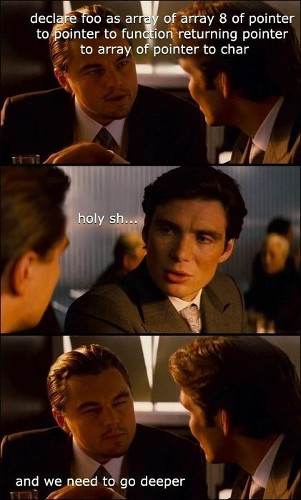 declare foo as array of array 8 of pointer
to pointer to function returning pointer
to array of pointer to char
holy sh...
and we need to go deeper